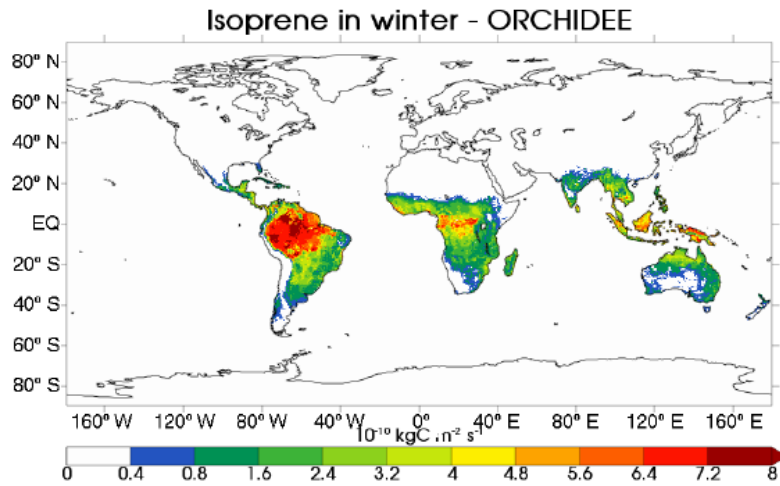 Isoprene in winter - ORCHIDEE
80° N
60° N
40° N
20° N
EQ
20° S
40° S
60° S
80° S
160° W 120° W 80° W 40° W 0° 40° E 80° E 120° E 160° E
10⁻¹⁰ kgC m⁻² s⁻¹
0 0.4 0.8 1.6 2.4 3.2 4 4.8 5.6 6.4 7.2 8